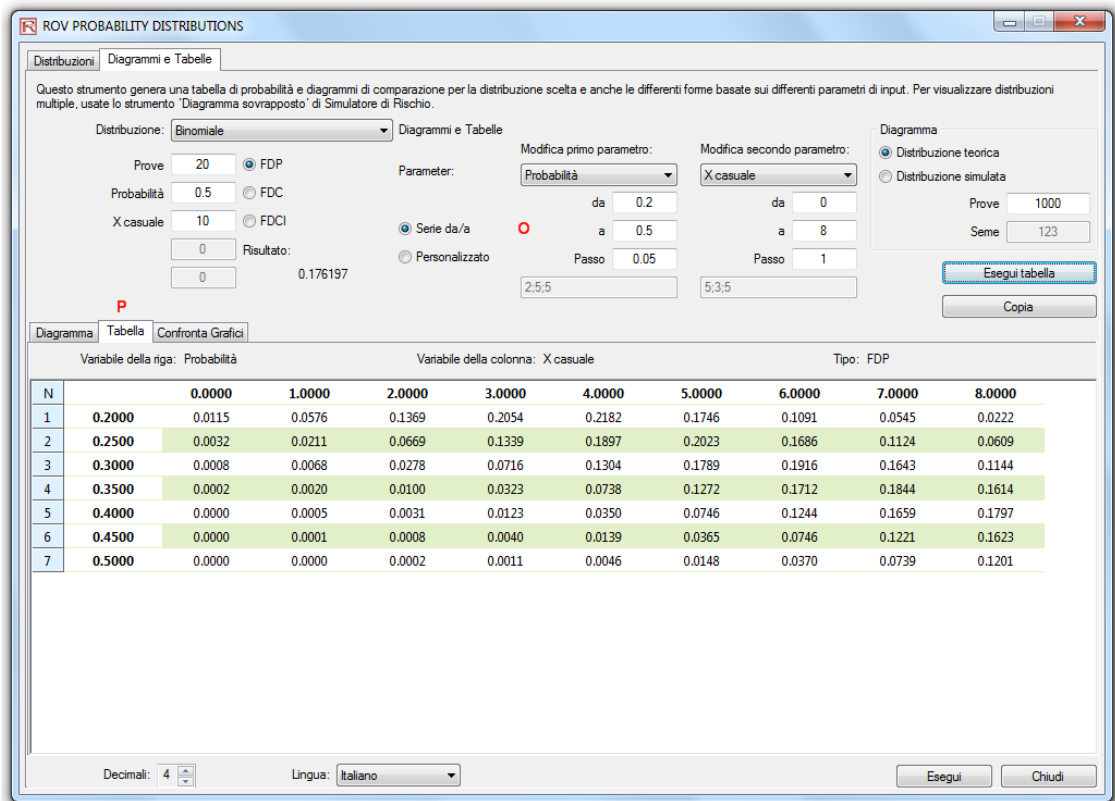 ROV PROBABILITY DISTRIBUTIONS
Distribuzioni Diagrammi e Tabelle
Questo strumento genera una tabella di probabilità e diagrammi di comparazione per la distribuzione scelta e anche le differenti forme basate sui differenti parametri di input. Per visualizzare distribuzioni
multiple, usate lo strumento 'Diagramma sovrapposto' di Simulatore di Rischio.
Distribuzione: Binomiale Diagrammi e Tabelle Diagramma
Modifica primo parametro: Modifica secondo parametro: Distribuzione teorica
Prove 20 FDP Parameter: Probabilità X casuale Distribuzione simulata
Probabilità 0.5 FDC da 0.2 da 0 Prove 1000
X casuale 10 FDCI Serie da/a O a 0.5 a 8 Seme 123
0 Risultato: Personalizzato Passo 0.05 Passo 1
0 0.176197 2;5;5 5;3;5 Esegui tabella
P Copia
Diagramma Tabella Confronta Grafici
Variabile della riga: Probabilità Variabile della colonna: X casuale Tipo: FDP
N 0.0000 1.0000 2.0000 3.0000 4.0000 5.0000 6.0000 7.0000 8.0000
1 0.2000 0.0115 0.0576 0.1369 0.2054 0.2182 0.1746 0.1091 0.0545 0.0222
2 0.2500 0.0032 0.0211 0.0669 0.1339 0.1897 0.2023 0.1686 0.1124 0.0609
3 0.3000 0.0008 0.0068 0.0278 0.0716 0.1304 0.1789 0.1916 0.1643 0.1144
4 0.3500 0.0002 0.0020 0.0100 0.0323 0.0738 0.1272 0.1712 0.1844 0.1614
5 0.4000 0.0000 0.0005 0.0031 0.0123 0.0350 0.0746 0.1244 0.1659 0.1797
6 0.4500 0.0000 0.0001 0.0008 0.0040 0.0139 0.0365 0.0746 0.1221 0.1623
7 0.5000 0.0000 0.0000 0.0002 0.0011 0.0046 0.0148 0.0370 0.0739 0.1201
Decimali: 4 Lingua: Italiano Esegui Chiudi